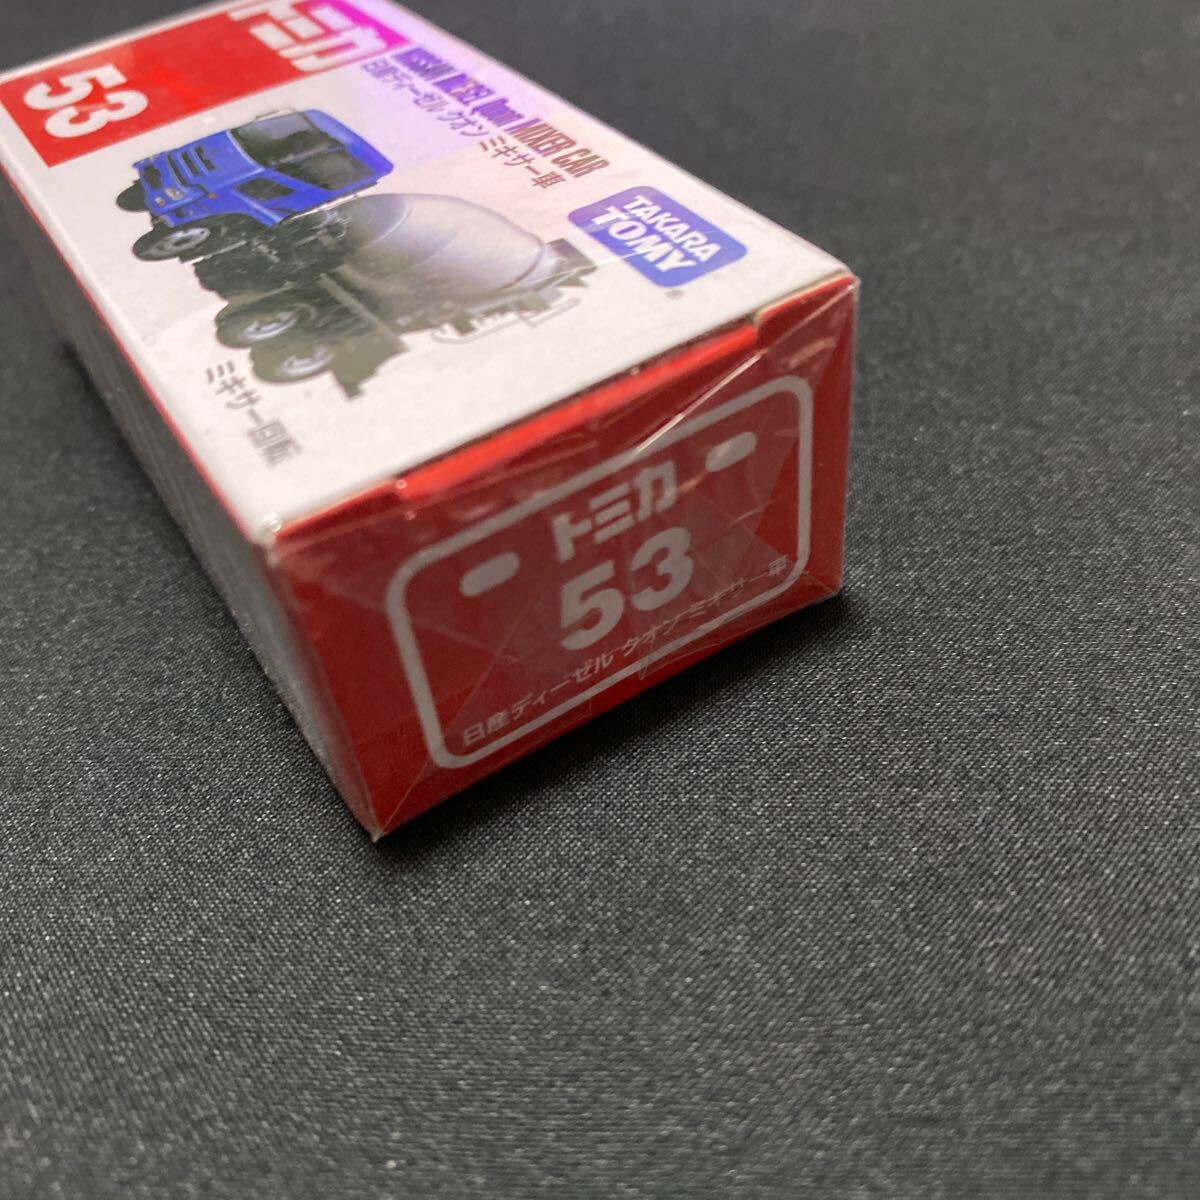 トミカ
53
NISSAN DIESEL Quon MIXER CAR
日産ディーゼル クオン ミキサー車
TAKARA
TOMY
ミキサー回転
トミカ
53
日産ディーゼル クオン ミキサー車